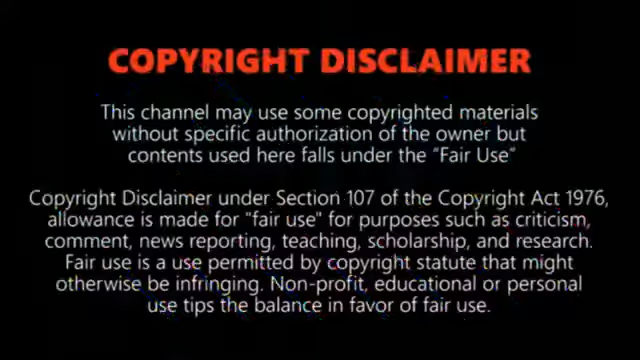 COPYRIGHT DISCLAIMER
This channel may use some copyrighted materials
without specific authorization of the owner but
contents used here falls under the “Fair Use”
Copyright Disclaimer under Section 107 of the Copyright Act 1976,
allowance is made for "fair use" for purposes such as criticism,
comment, news reporting, teaching, scholarship, and research.
Fair use is a use permitted by copyright statute that might
otherwise be infringing. Non-profit, educational or personal
use tips the balance in favor of fair use.